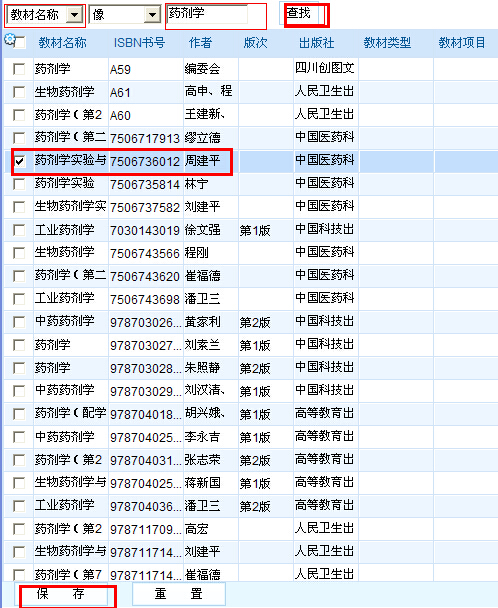 教材名称 像 药剂学 查找
教材名称 ISBN书号 作者 版次 出版社 教材类型 教材项目
药剂学 A59 编委会 四川创图文
生物药剂学 A61 高申、程 人民卫生出
药剂学（第2 A60 王建新、 人民卫生出
药剂学（第二 7506717913 缪立德 中国医药科
药剂学实验与 7506736012 周建平 中国医药科
药剂学实验 7506735814 林宁 中国医药科
生物药剂学实 7506737582 刘建平 中国医药科
工业药剂学 7030143019 徐文强 第1版 中国科技出
生物药剂学 7506743566 程刚 中国医药科
药剂学（第二 7506743620 崔福德 中国医药科
工业药剂学 7506743698 潘卫三 中国医药科
中药药剂学 978703026... 黄家利 第2版 中国科技出
药剂学 978703027... 刘素兰 第1版 中国科技出
药剂学 978703028... 朱照静 第2版 中国科技出
中药药剂学 978703029... 刘汉清、 第1版 中国科技出
药剂学（配学 978704018... 胡兴娥、 第1版 高等教育出
中药药剂学 978704025... 李永吉 第1版 高等教育出
药剂学（第2 978704031... 张志荣 第2版 高等教育出
生物药剂学与 978704025... 蒋新国 第1版 高等教育出
工业药剂学 978704036... 潘卫三 第2版 高等教育出
药剂学（第2 978711709... 高宏 人民卫生出
生物药剂学与 978711714... 刘建平 人民卫生出
药剂学（第7 978711714... 崔福德 人民卫生出
保 存 重 置